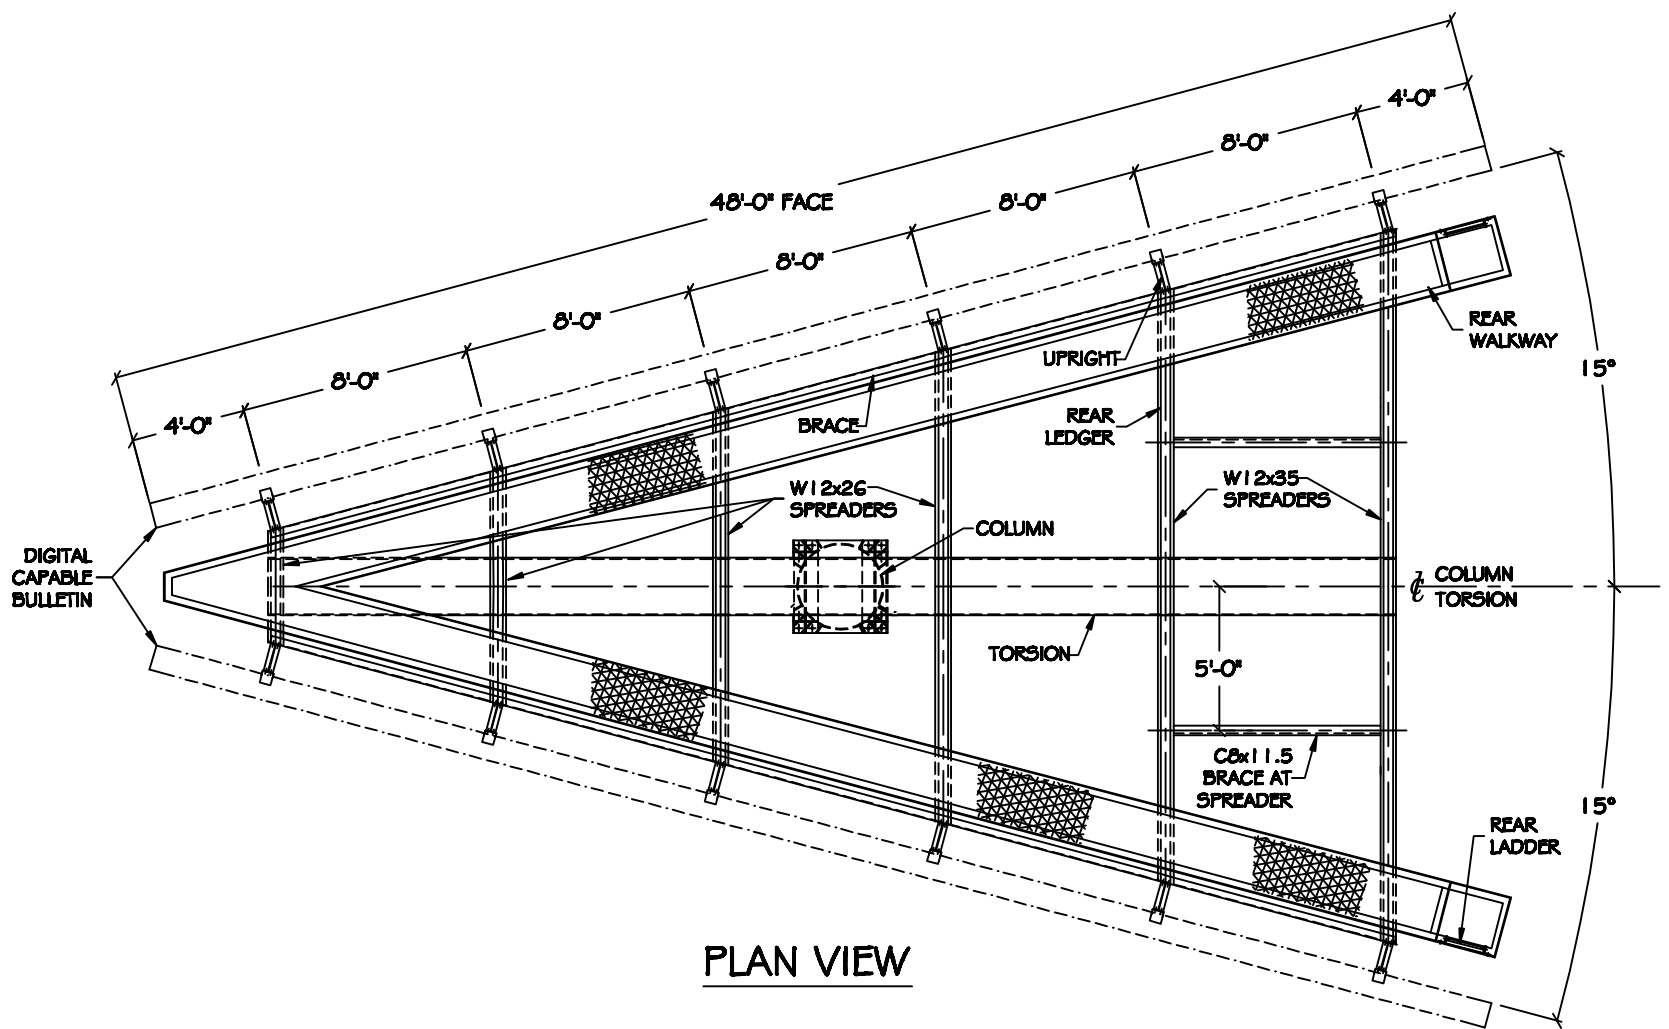 4'-0"
8'-0"
48'-0" FACE
8'-0"
8'-0"
8'-0"
8'-0"
4'-0"
REAR
WALKWAY
UPRIGHT
15°
BRACE
REAR
LEDGER
W12x26
SPREADERS
W12x35
SPREADERS
COLUMN
DIGITAL
CAPABLE
BULLETIN
℄ COLUMN
TORSION
TORSION
5'-0"
C8x11.5
BRACE AT
SPREADER
15°
REAR
LADDER
PLAN VIEW